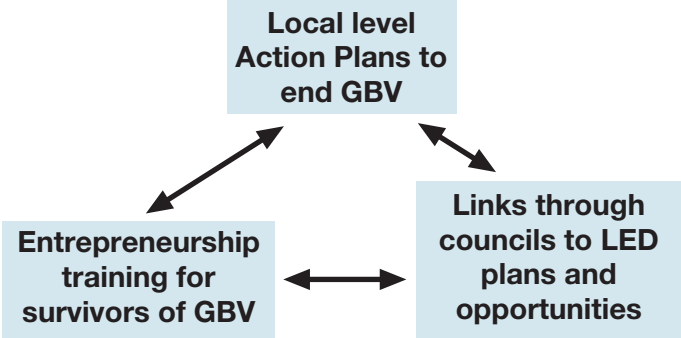 Local level
Action Plans to
end GBV
Entrepreneurship
training for
survivors of GBV
Links through
councils to LED
plans and
opportunities